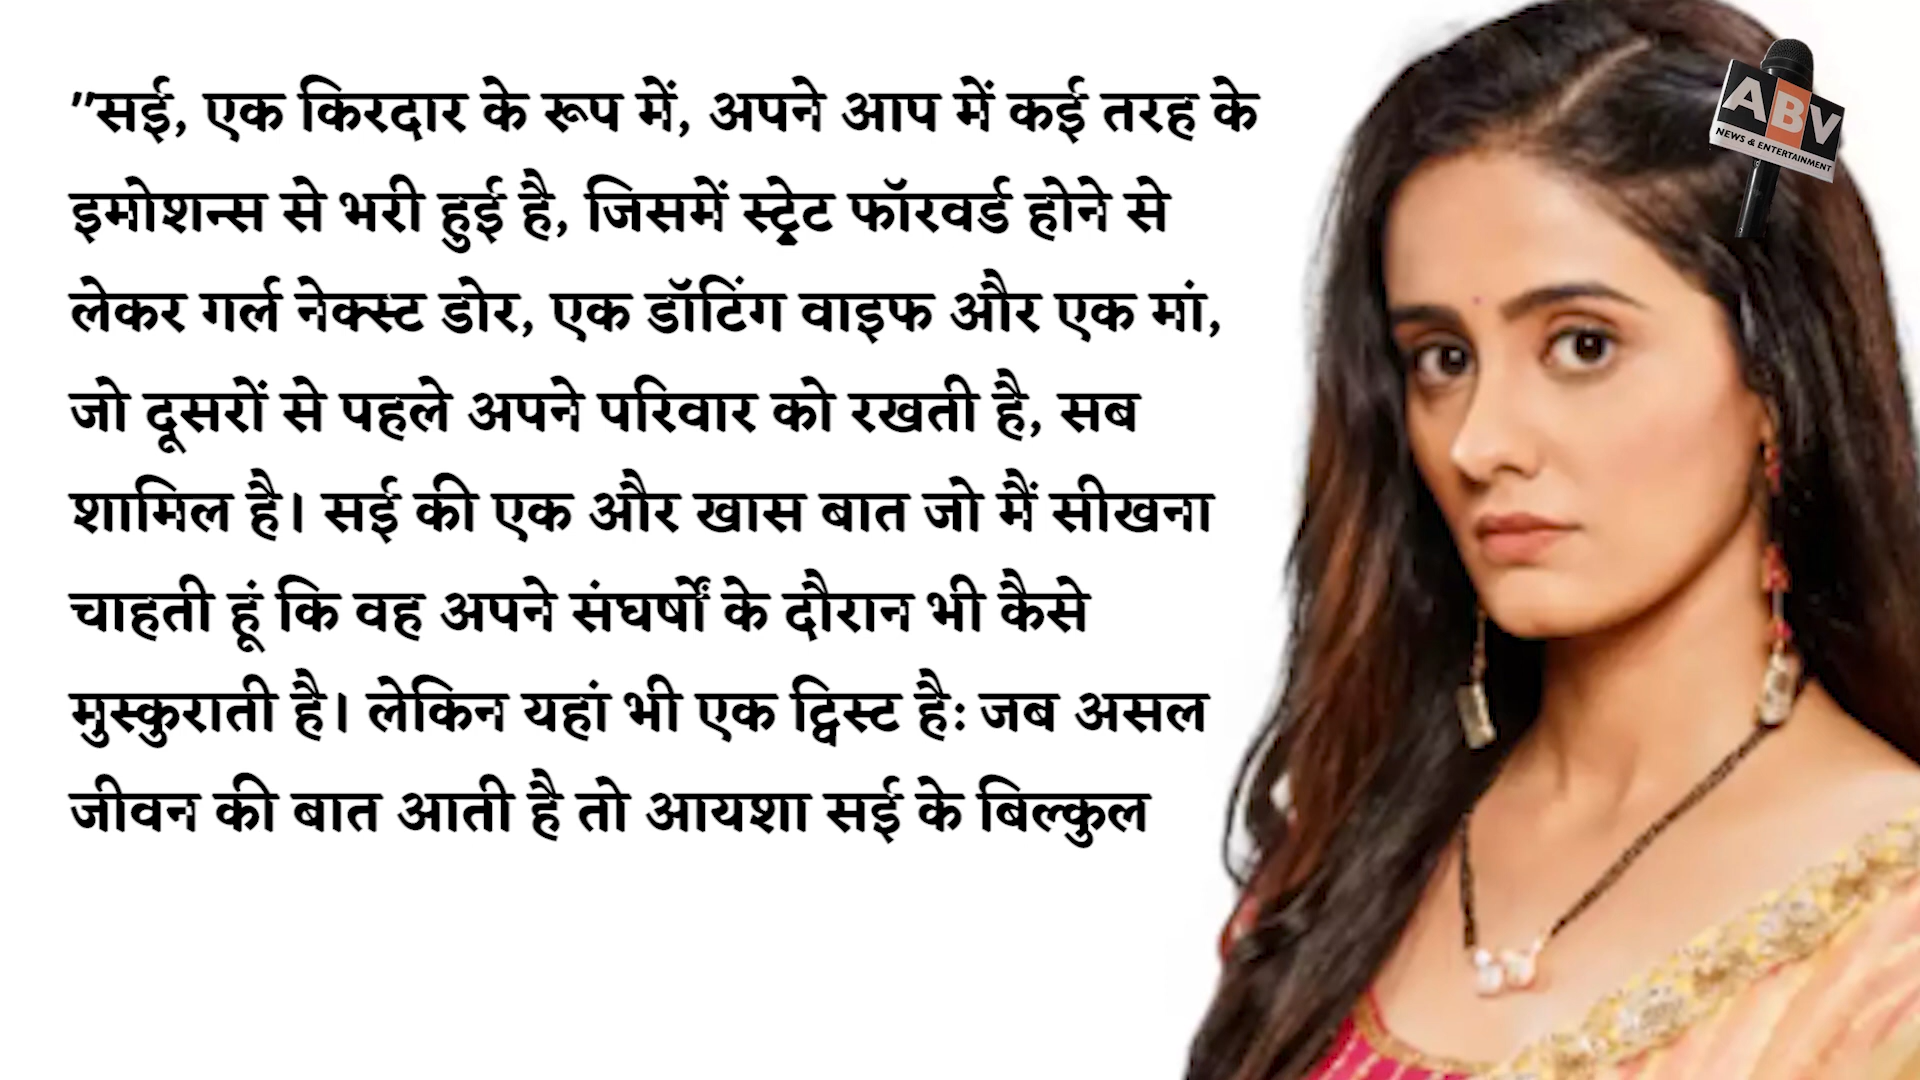 "सई, एक किरदार के रूप में, अपने आप में कई तरह के
इमोशन्स से भरी हुई है, जिसमें स्ट्रेट फॉरवर्ड होने से
लेकर गर्ल नेक्स्ट डोर, एक डॉटिंग वाइफ और एक मां,
जो दूसरों से पहले अपने परिवार को रखती है, सब
शामिल है। सई की एक और खास बात जो मैं सीखना
चाहती हूं कि वह अपने संघर्षों के दौरान भी कैसे
मुस्कुराती है। लेकिन यहां भी एक ट्विस्ट है: जब असल
जीवन की बात आती है तो आयशा सई के बिल्कुल
ABV
NEWS & ENTERTAINMENT